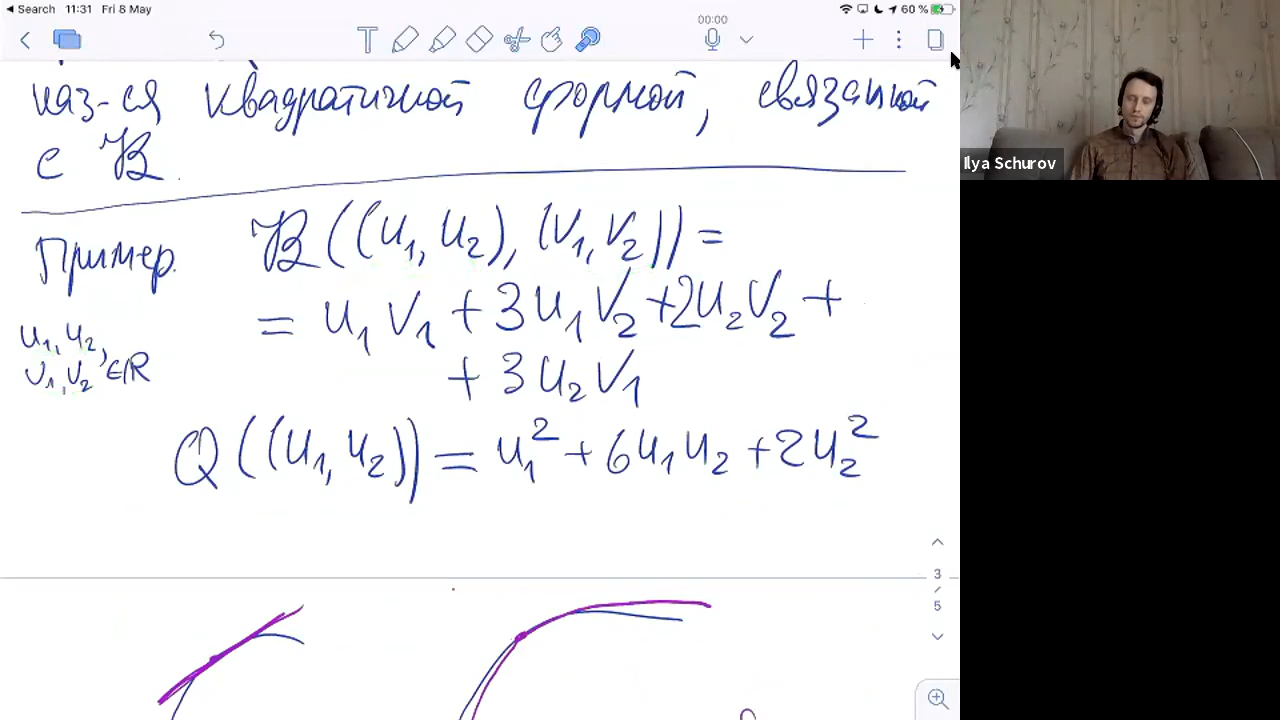 Search 11:31 Fri 8 May
60 %
00:00
наз-ся квадратичной формой, связанной
с B.
Пример.
B((u₁, u₂), (v₁, v₂)) =
= u₁v₁ + 3u₁v₂ + 2u₂v₂ +
+ 3u₂v₁
u₁, u₂,
v₁, v₂ ∈ ℝ
Q((u₁, u₂)) = u₁² + 6u₁u₂ + 2u₂²
3
/
5
Ilya Schurov